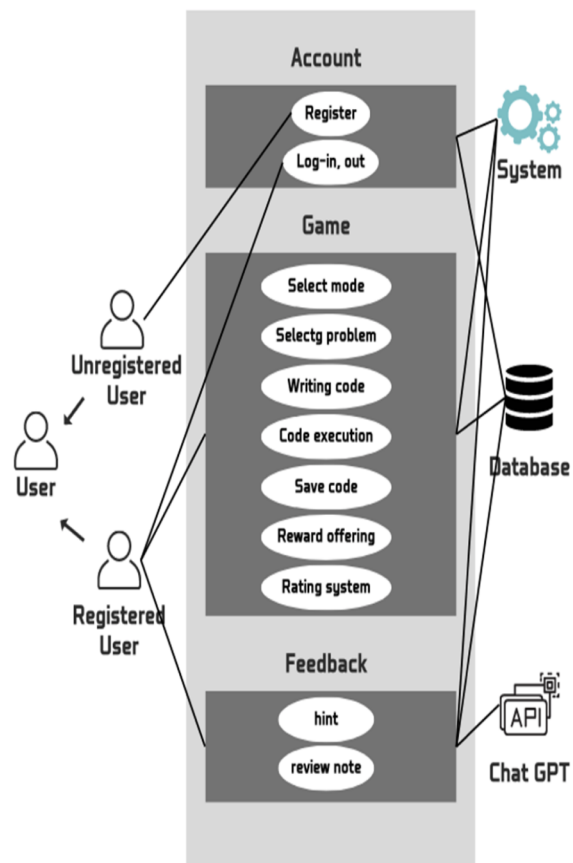 Account
Register
Log-in, out
System
Game
Select mode
Selectg problem
Writing code
Code execution
Save code
Reward offering
Rating system
Unregistered
User
User
Registered
User
Database
Feedback
hint
review note
API
Chat GPT